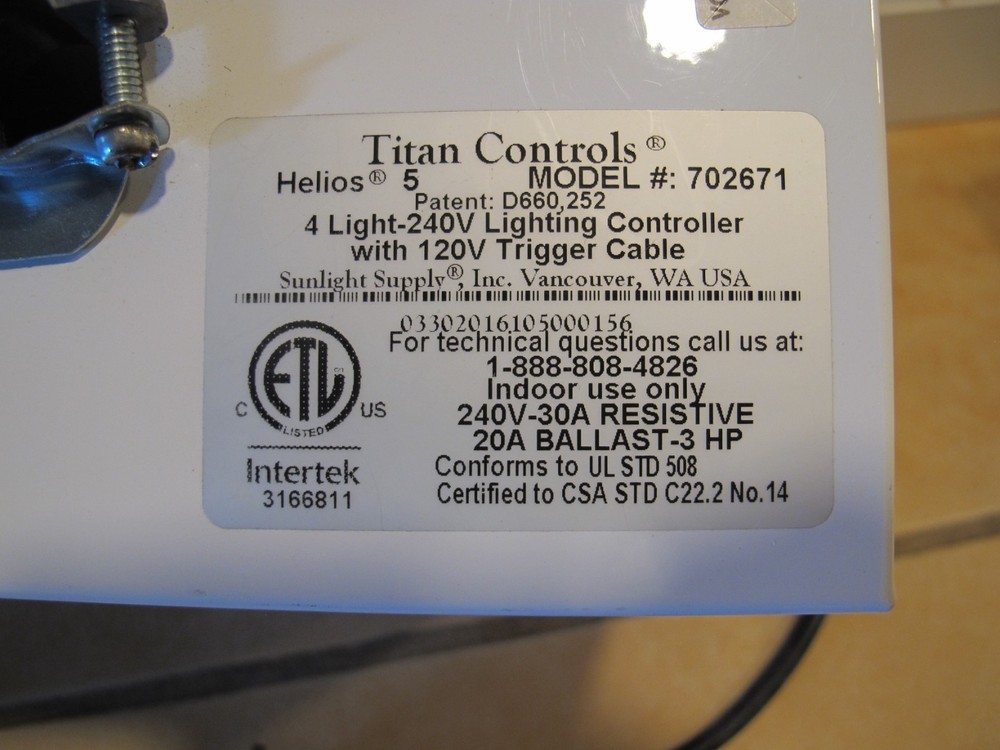 Titan Controls®
Helios® 5 MODEL #: 702671
Patent: D660,252
4 Light-240V Lighting Controller
with 120V Trigger Cable
Sunlight Supply®, Inc. Vancouver, WA USA
03302016105000156
For technical questions call us at:
1-888-808-4826
Indoor use only
240V-30A RESISTIVE
20A BALLAST-3 HP
Conforms to UL STD 508
Certified to CSA STD C22.2 No.14
ETL
C US
LISTED
Intertek
3166811